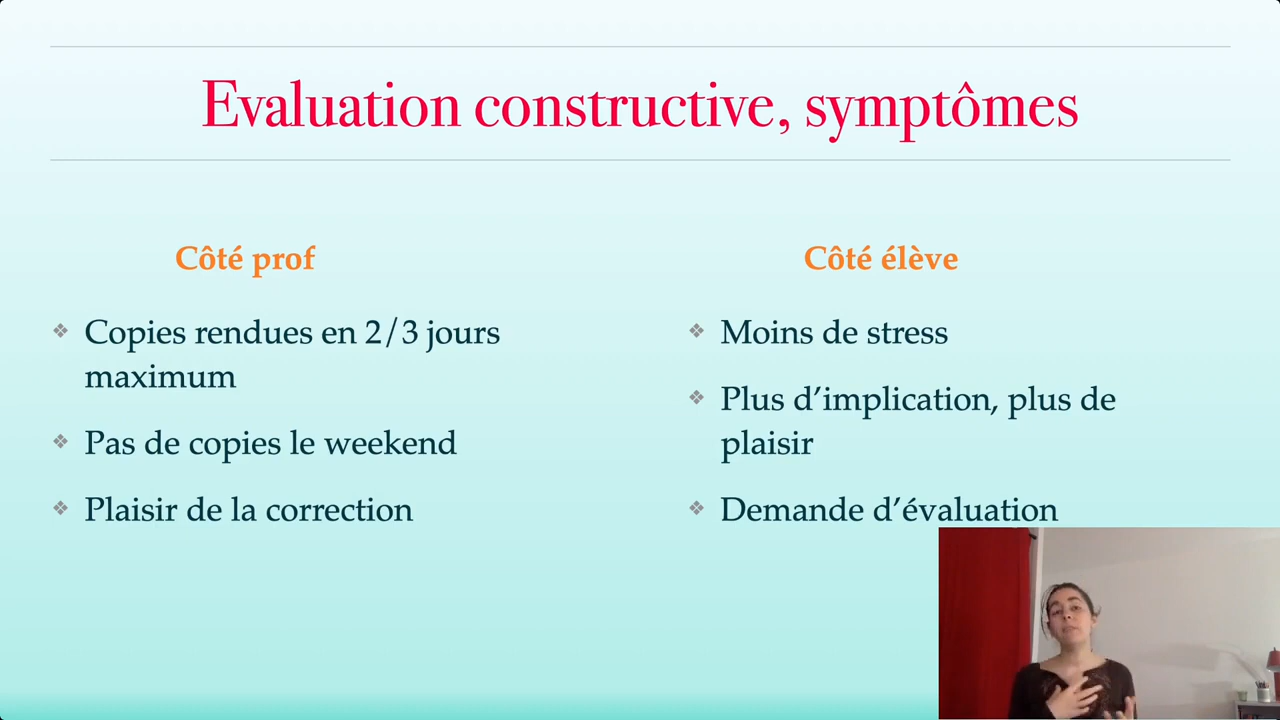 Evaluation constructive, symptômes
Côté prof
Copies rendues en 2/3 jours
maximum
Pas de copies le weekend
Plaisir de la correction
Côté élève
Moins de stress
Plus d’implication, plus de
plaisir
Demande d’évaluation